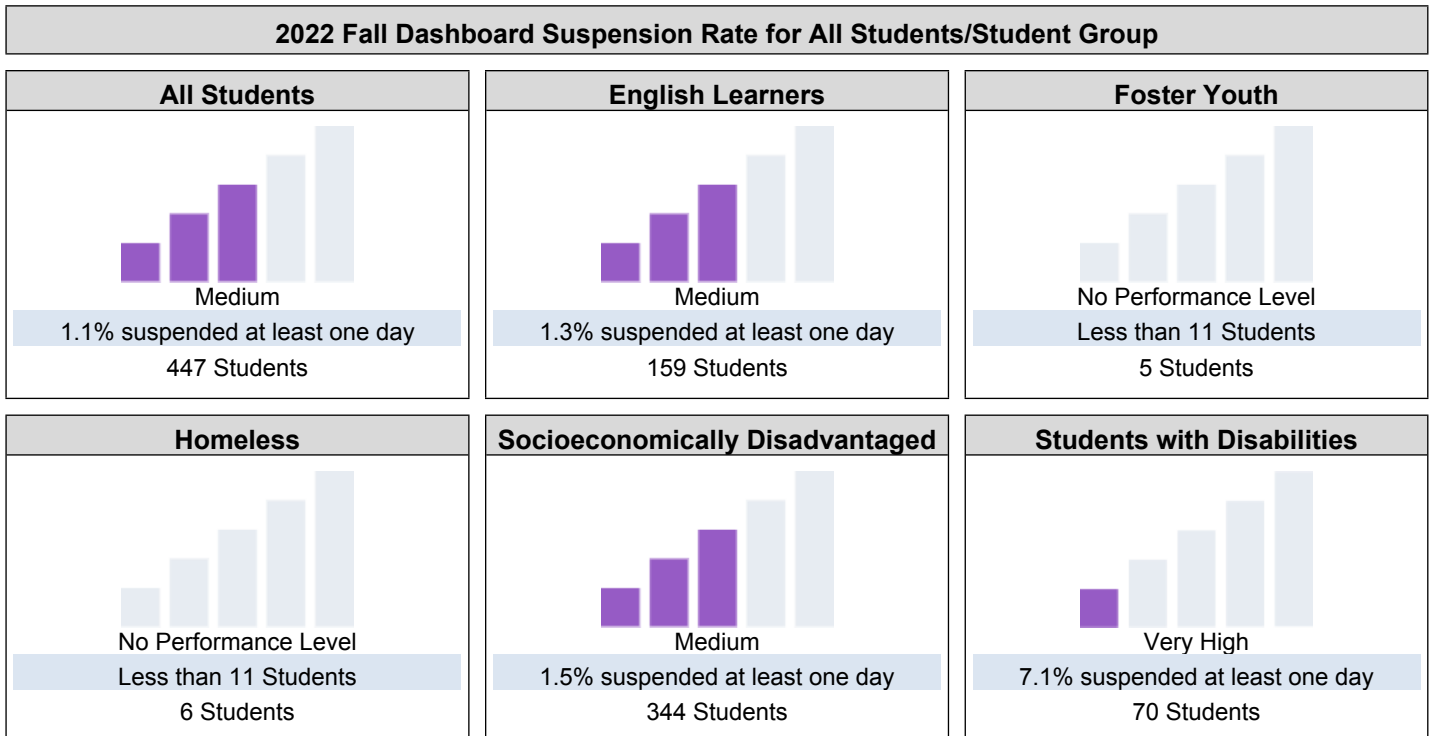 2022 Fall Dashboard Suspension Rate for All Students/Student Group
All Students
Medium
1.1% suspended at least one day
447 Students
English Learners
Medium
1.3% suspended at least one day
159 Students
Foster Youth
No Performance Level
Less than 11 Students
5 Students
Homeless
No Performance Level
Less than 11 Students
6 Students
Socioeconomically Disadvantaged
Medium
1.5% suspended at least one day
344 Students
Students with Disabilities
Very High
7.1% suspended at least one day
70 Students